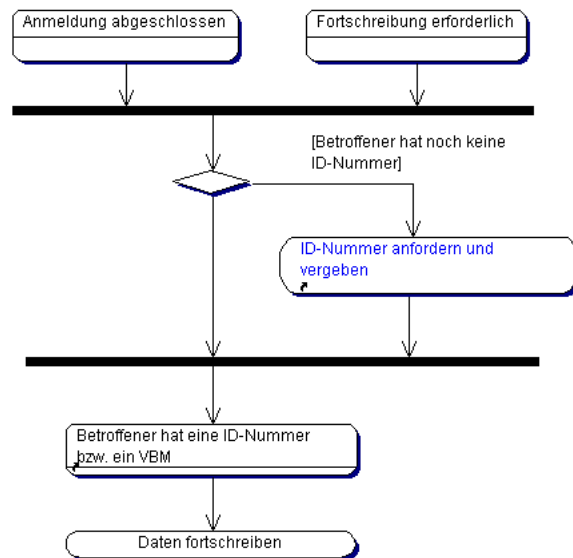 Anmeldung abgeschlossen
Fortschreibung erforderlich
[Betroffener hat noch keine
ID-Nummer]
ID-Nummer anfordern und
vergeben
Betroffener hat eine ID-Nummer
bzw. ein VBM
Daten fortschreiben